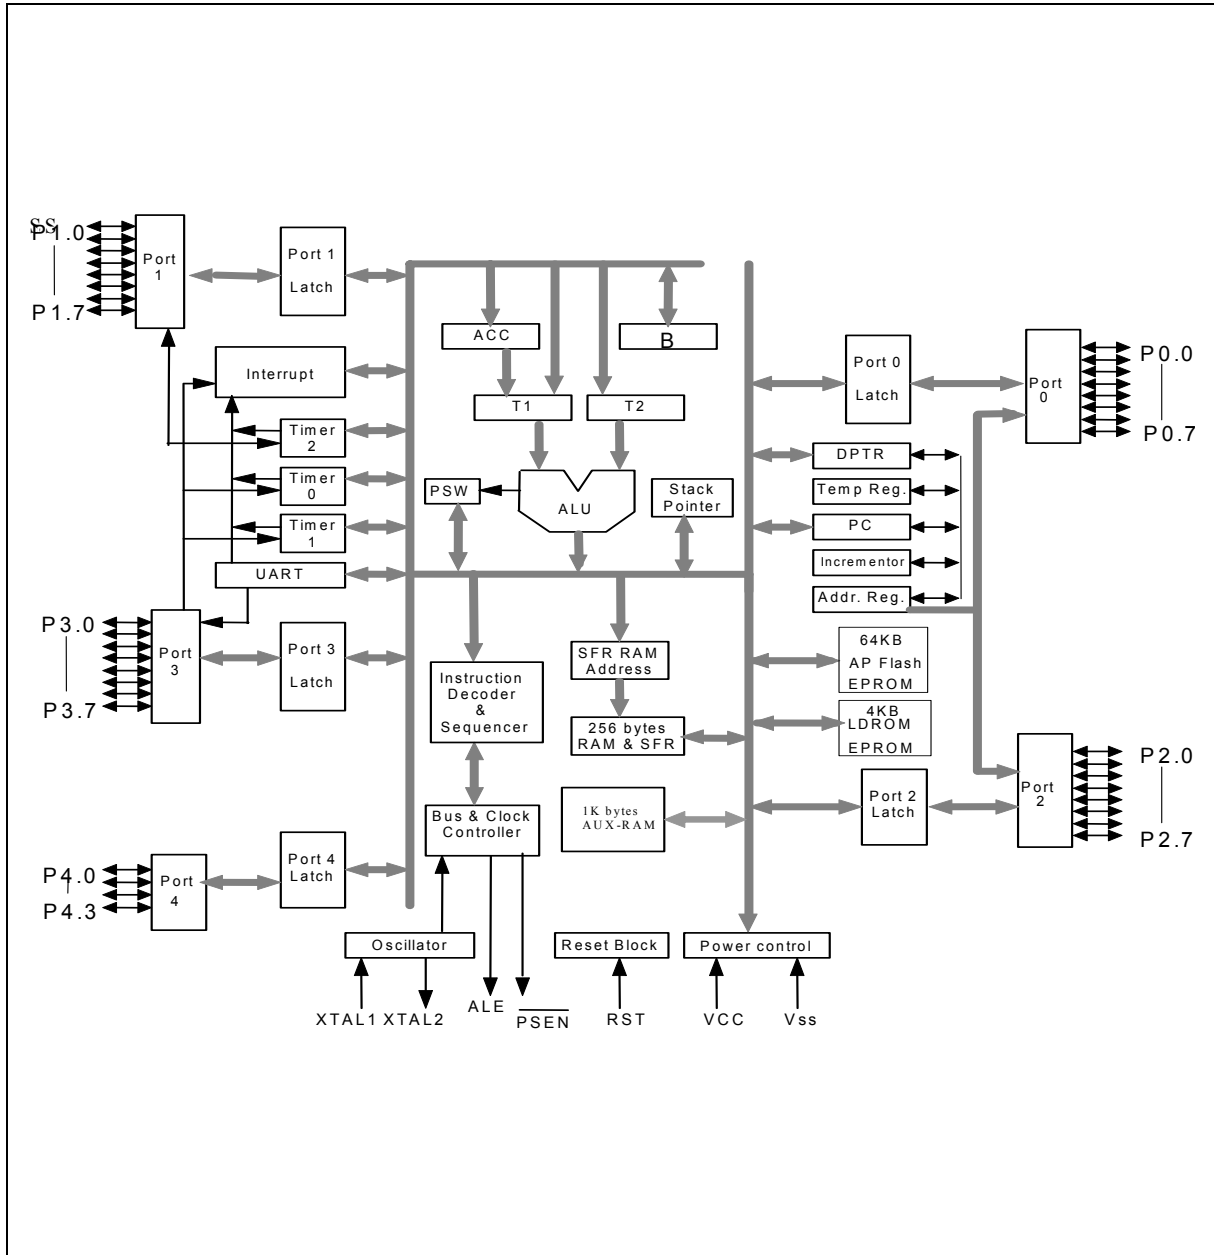 SS
P1.0
P1.7
Port
1
Port 1
Latch
ACC
B
Interrupt
T1
T2
Port 0
Latch
Port
0
P0.0
P0.7
Timer
2
Timer
0
Timer
1
UART
PSW
ALU
Stack
Pointer
DPTR
Temp Reg.
PC
Incrementor
Addr. Reg.
P3.0
P3.7
Port
3
Port 3
Latch
Instruction
Decoder
&
Sequencer
SFR RAM
Address
256 bytes
RAM & SFR
64KB
AP Flash
EPROM
4KB
LDROM
EPROM
Port
2
P2.0
P2.7
Port 2
Latch
Bus & Clock
Controller
1K bytes
AUX-RAM
P4.0
P4.3
Port
4
Port 4
Latch
Oscillator
Reset Block
Power control
XTAL1
XTAL2
ALE
PSEN
RST
VCC
Vss